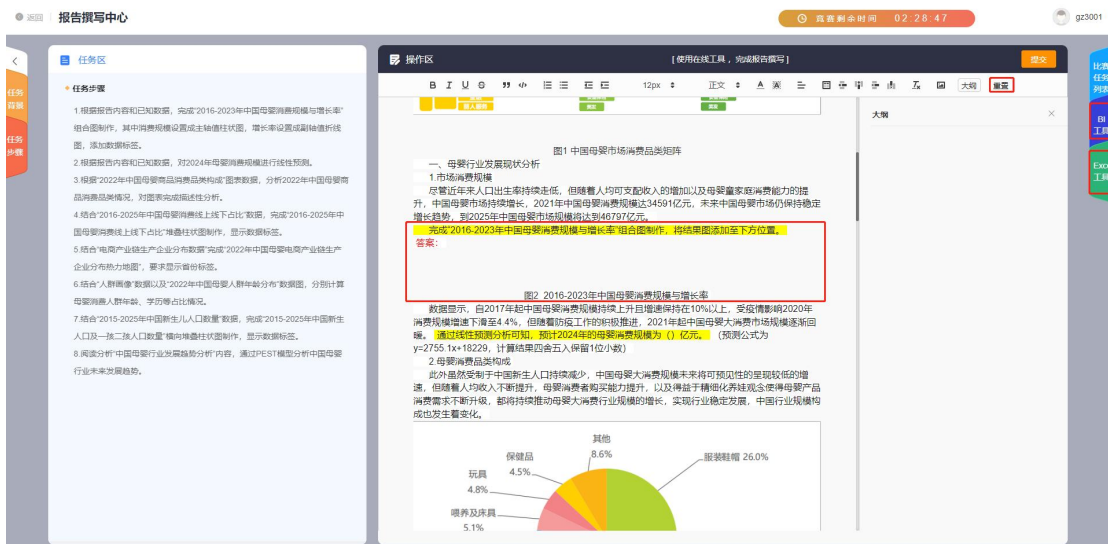 返回 报告撰写中心
竞赛剩余时间 02:28:47
gz3001
任务背景
任务步骤
任务区
任务步骤
1.根据报告内容和已知数据，完成“2016-2023年中国母婴消费规模与增长率”
组合图制作，其中消费规模设置成主轴值柱状图，增长率设置成副轴值折线
图，添加数据标签。
2.根据报告内容和已知数据，对2024年母婴消费规模进行线性预测。
3.根据“2022年中国母婴商品消费品类构成”图表数据，分析2022年中国母婴商
品消费品类情况，对图表完成描述性分析。
4.结合“2016-2025年中国母婴消费线上线下占比”数据，完成“2016-2025年中
国母婴消费线上线下占比”堆叠柱状图制作，显示数据标签。
5.结合“电商产业链生产企业分布数据”完成“2022年中国母婴电商产业链生产
企业分布热力地图”，要求显示省份标签。
6.结合“人群画像”数据以及“2022年中国母婴人群年龄分布”数据图，分别计算
母婴消费人群年龄、学历等占比情况。
7.结合“2015-2025年中国新生儿人口数量”数据，完成“2015-2025年中国新生
人口及一孩二孩人口数量”横向堆叠柱状图制作，显示数据标签。
8.阅读分析“中国母婴行业发展趋势分析”内容，通过PEST模型分析中国母婴
行业未来发展趋势。
操作区 [使用在线工具，完成报告撰写] 提交
B I U 12px 正文 大纲 重置
图1 中国母婴市场消费品类矩阵
一、母婴行业发展现状分析
1.市场消费规模
尽管近年来人口出生率持续走低，但随着人均可支配收入的增加以及母婴童家庭消费能力的提
升，中国母婴市场持续增长，2021年中国母婴消费规模达34591亿元，未来中国母婴市场仍保持稳定
增长趋势，到2025年中国母婴市场规模将达到46797亿元。
完成“2016-2023年中国母婴消费规模与增长率”组合图制作，将结果图添加至下方位置。
答案：
图2 2016-2023年中国母婴消费规模与增长率
数据显示，自2017年起中国母婴消费规模持续上升且增速保持在10%以上，受疫情影响2020年
消费规模增速下滑至4.4%，但随着防疫工作的积极推进，2021年起中国母婴大消费市场规模逐渐回
暖。 通过线性预测分析可知，预计2024年的母婴消费规模为（）亿元。 （预测公式为
y=2755.1x+18229，计算结果四舍五入保留1位小数）
2.母婴消费品类构成
此外虽然受制于中国新生人口持续减少，中国母婴大消费规模未来将可预见性的呈现较低的增
速，但随着人均收入不断提升，母婴消费者购买能力提升，以及得益于精细化养娃观念使得母婴产品
消费需求不断升级，都将持续推动母婴大消费行业规模的增长，实现行业稳定发展，中国行业规模构
成也发生着变化。
其他
8.6%
保健品
4.5%
服装鞋帽 26.0%
玩具
4.8%
喂养及床具
5.1%
大纲
比赛任务列表
BI工具